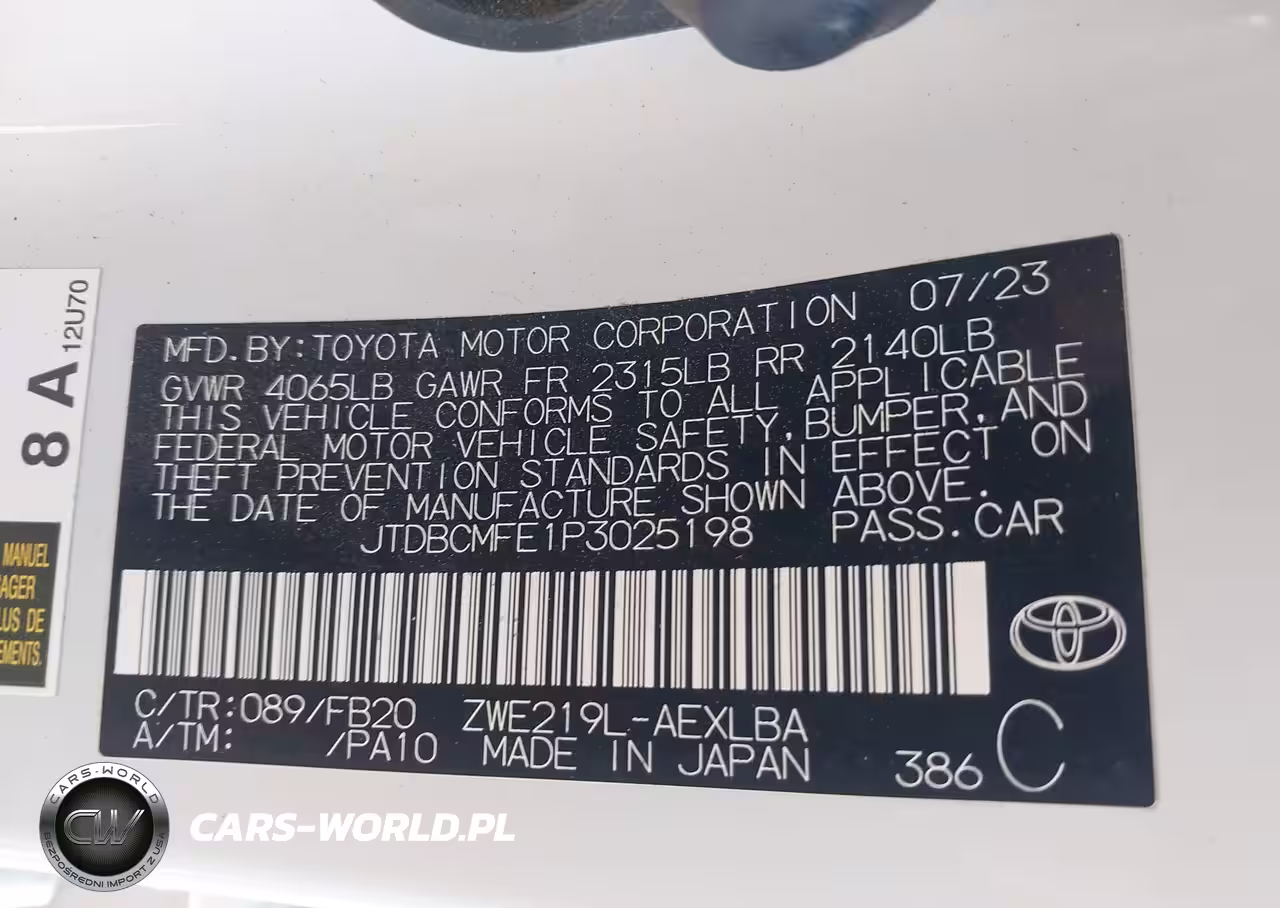 12U70
8 A
MANUEL
AGER
LUS DE
EMENTS.
MFD.BY:TOYOTA MOTOR CORPORATION 07/23
GVWR 4065LB GAWR FR 2315LB RR 2140LB
THIS VEHICLE CONFORMS TO ALL APPLICABLE
FEDERAL MOTOR VEHICLE SAFETY, BUMPER, AND
THEFT PREVENTION STANDARDS IN EFFECT ON
THE DATE OF MANUFACTURE SHOWN ABOVE.
JTDBCMFE1P3025198 PASS.CAR
C/TR:089/FB20 ZWE219L-AEXLBA
A/TM: /PA10 MADE IN JAPAN 386 C
CARS-WORLD
CW
BEZPOŚREDNI IMPORT Z USA
CARS-WORLD.PL